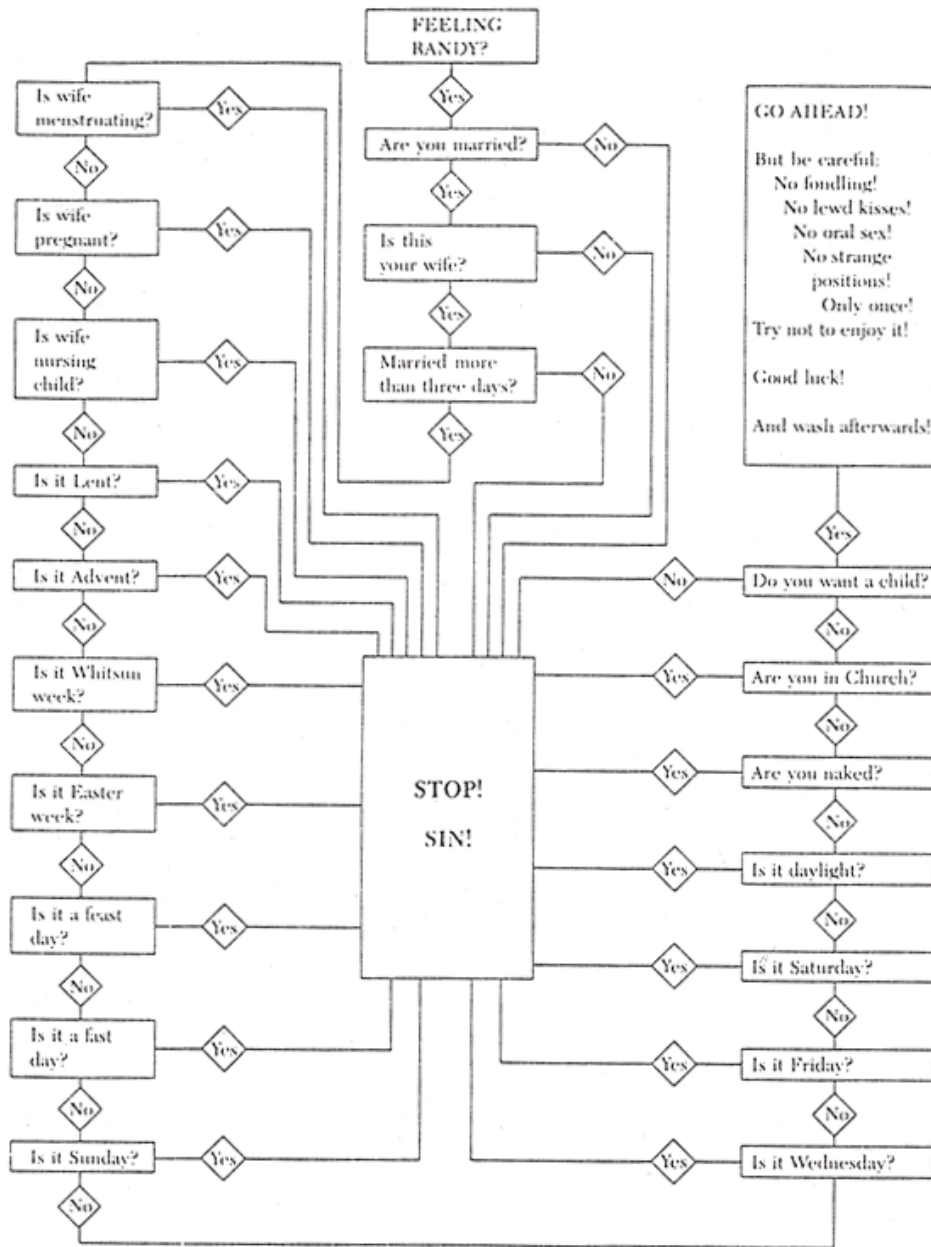 FEELING
RANDY?
Yes
Are you married?
No
Yes
Is this
your wife?
No
Yes
Married more
than three days?
No
Yes
Is wife
menstruating?
Yes
No
Is wife
pregnant?
Yes
No
Is wife
nursing
child?
Yes
No
Is it Lent?
Yes
No
Is it Advent?
Yes
No
Is it Whitsun
week?
Yes
No
Is it Easter
week?
Yes
No
Is it a feast
day?
Yes
No
Is it a fast
day?
Yes
No
Is it Sunday?
Yes
No
STOP!
SIN!
Is it Wednesday?
Yes
No
Is it Friday?
Yes
No
Is it Saturday?
Yes
No
Is it daylight?
Yes
No
Are you naked?
Yes
No
Are you in Church?
Yes
No
Do you want a child?
No
Yes
GO AHEAD!
But be careful:
No fondling!
No lewd kisses!
No oral sex!
No strange
positions!
Only once!
Try not to enjoy it!
Good luck!
And wash afterwards!